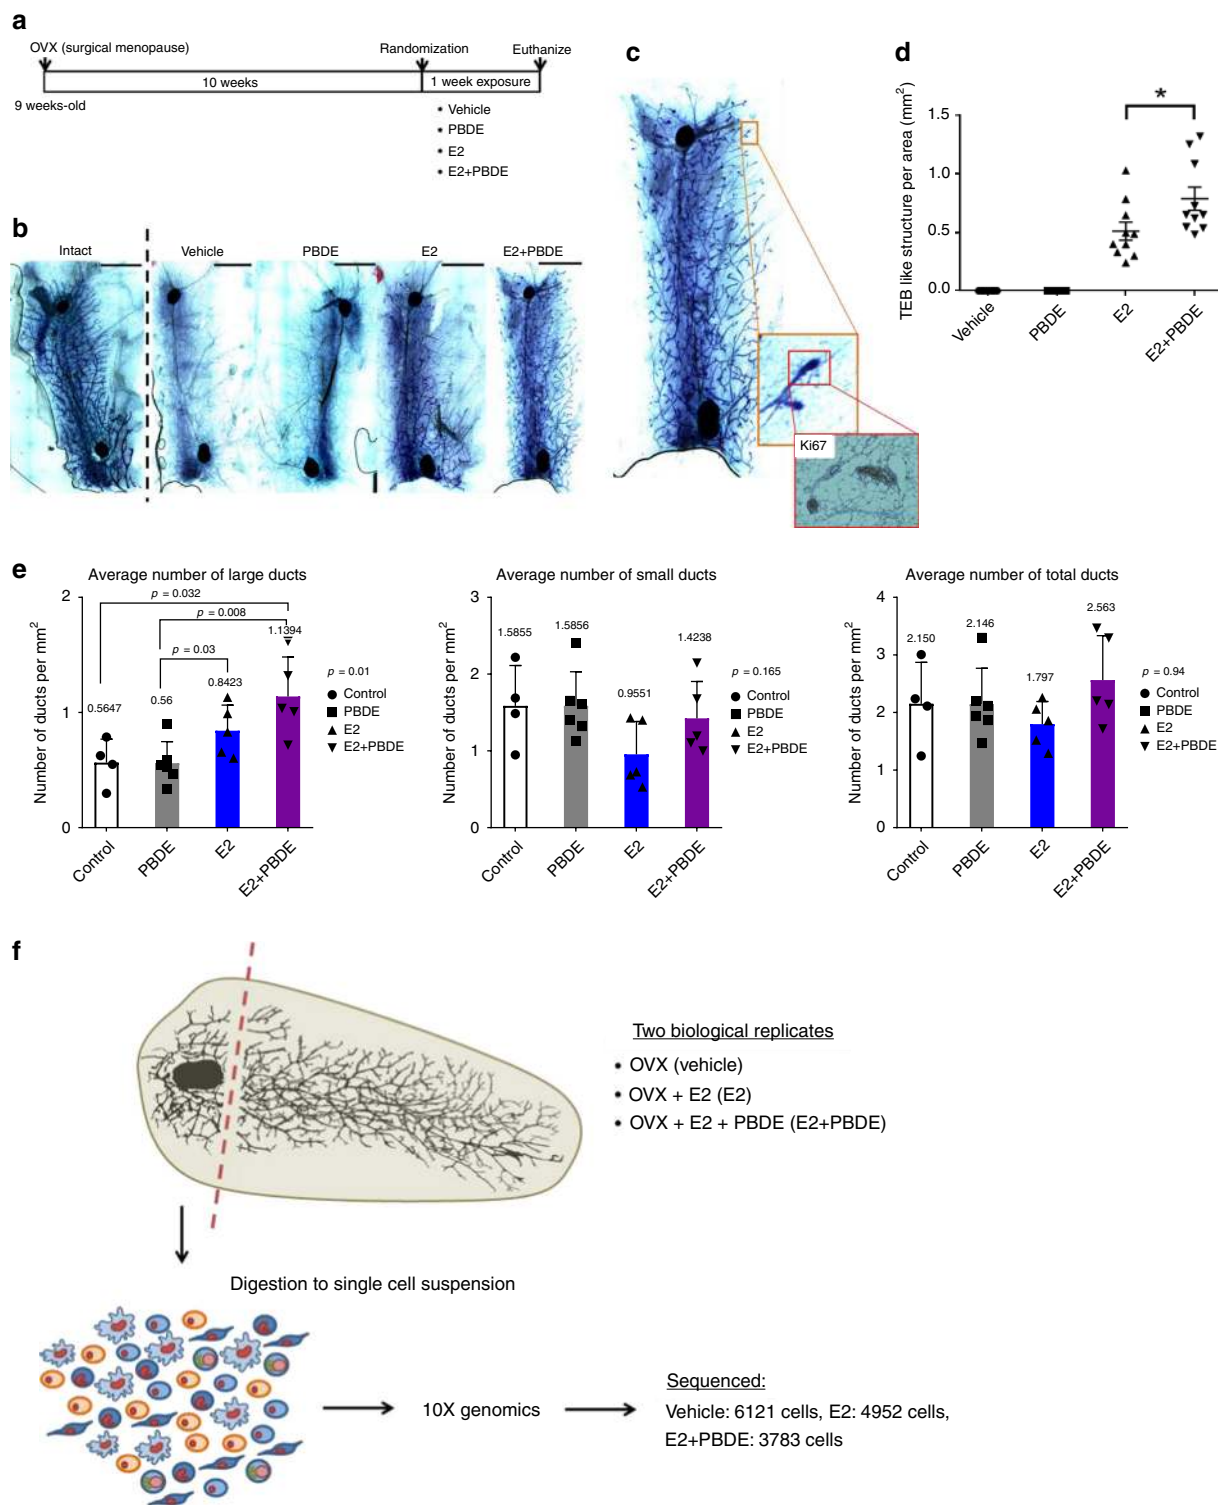 a
OVX (surgical menopause)
Randomization
Euthanize
10 weeks
1 week exposure
9 weeks-old
• Vehicle
• PBDE
• E2
• E2+PBDE
b
Intact
Vehicle
PBDE
E2
E2+PBDE
c
Ki67
d
TEB like structure per area (mm²)
1.5
1.0
0.5
0.0
*
Vehicle
PBDE
E2
E2+PBDE
e
Average number of large ducts
Number of ducts per mm²
2
1
0
p = 0.032
p = 0.008
p = 0.03
0.5647
0.56
0.8423
1.1394
p = 0.01
Control
PBDE
E2
E2+PBDE
Control
PBDE
E2
E2+PBDE
Average number of small ducts
Number of ducts per mm²
3
2
1
0
1.5855
1.5856
0.9551
1.4238
p = 0.165
Control
PBDE
E2
E2+PBDE
Control
PBDE
E2
E2+PBDE
Average number of total ducts
Number of ducts per mm²
4
3
2
1
0
2.150
2.146
1.797
2.563
p = 0.94
Control
PBDE
E2
E2+PBDE
Control
PBDE
E2
E2+PBDE
f
Two biological replicates
• OVX (vehicle)
• OVX + E2 (E2)
• OVX + E2 + PBDE (E2+PBDE)
Digestion to single cell suspension
10X genomics
Sequenced:
Vehicle: 6121 cells, E2: 4952 cells,
E2+PBDE: 3783 cells